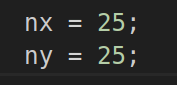 nx = 25;
ny = 25;